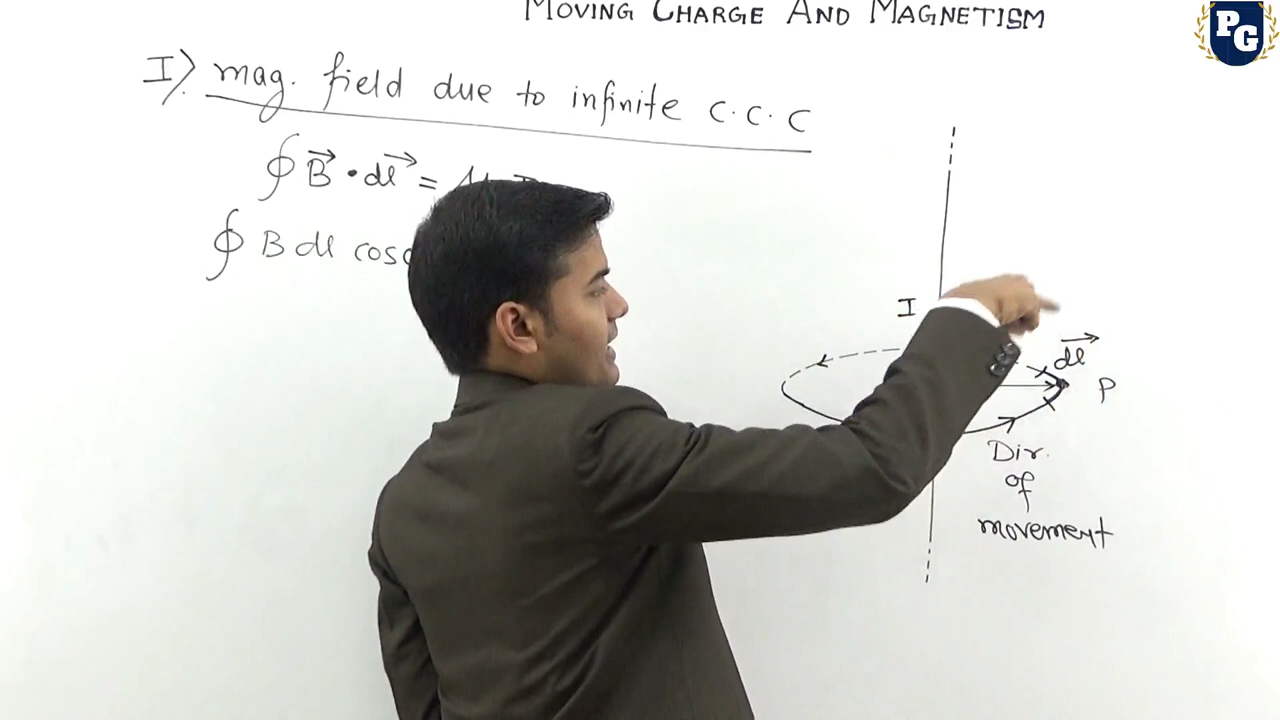 MOVING CHARGE AND MAGNETISM
PG
I). mag. field due to infinite C.C.C
∮ B⃗ · dl⃗ =
∮ B dl cos
I
dl⃗
P
Dir.
of
movement